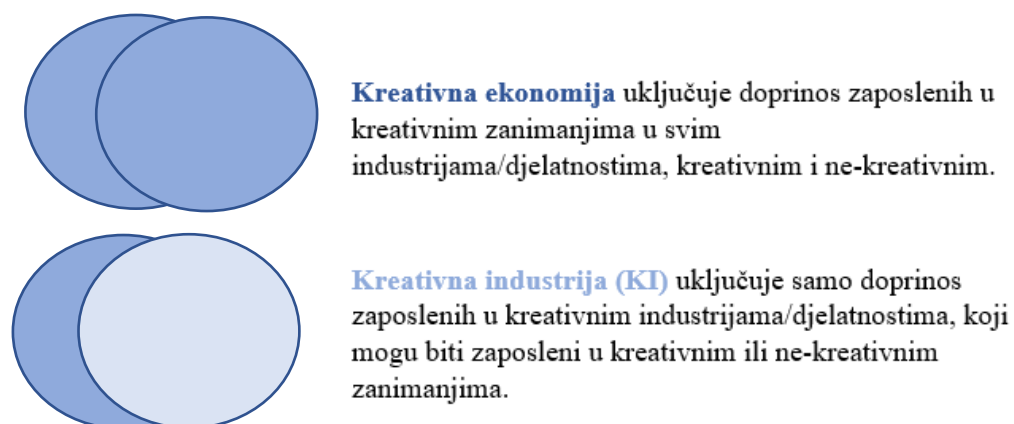 Kreativna ekonomija uključuje doprinos zaposlenih u
kreativnim zanimanjima u svim
industrijama/djelatnostima, kreativnim i ne-kreativnim.
Kreativna industrija (KI) uključuje samo doprinos
zaposlenih u kreativnim industrijama/djelatnostima, koji
mogu biti zaposleni u kreativnim ili ne-kreativnim
zanimanjima.